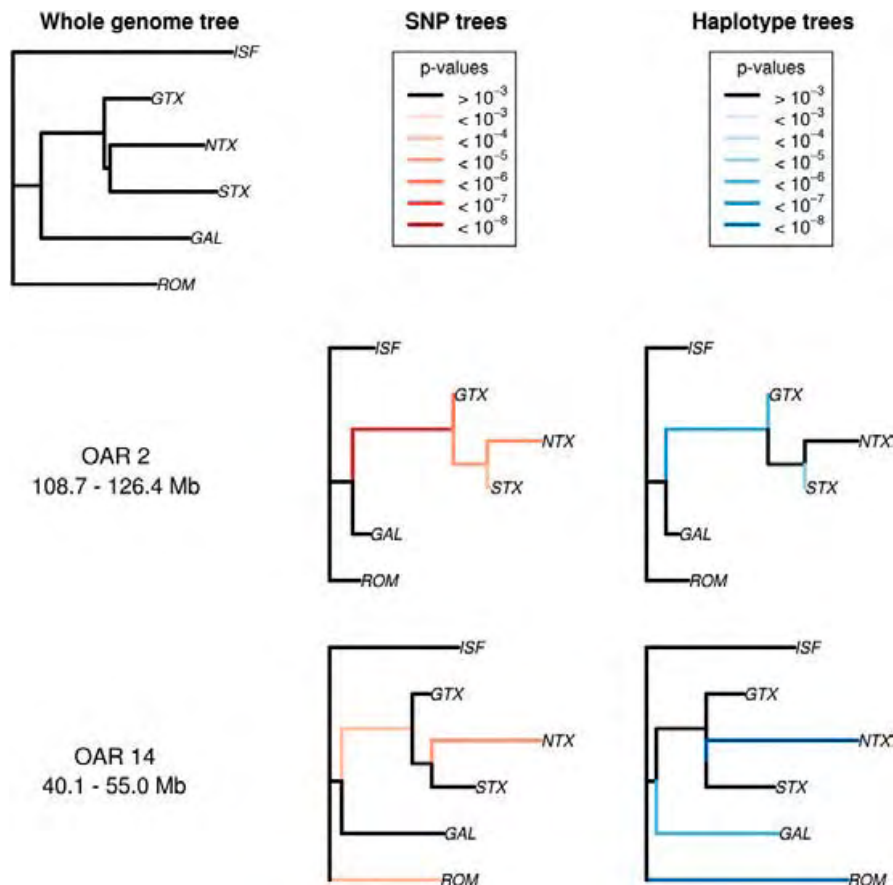 Whole genome tree
SNP trees
Haplotype trees
ISF
GTX
NTX
STX
GAL
ROM
p-values
> 10⁻³
< 10⁻³
< 10⁻⁴
< 10⁻⁵
< 10⁻⁶
< 10⁻⁷
< 10⁻⁸
p-values
> 10⁻³
< 10⁻³
< 10⁻⁴
< 10⁻⁵
< 10⁻⁶
< 10⁻⁷
< 10⁻⁸
OAR 2
108.7 - 126.4 Mb
ISF
GTX
NTX
STX
GAL
ROM
ISF
GTX
NTX
STX
GAL
ROM
OAR 14
40.1 - 55.0 Mb
ISF
GTX
NTX
STX
GAL
ROM
ISF
GTX
NTX
STX
GAL
ROM